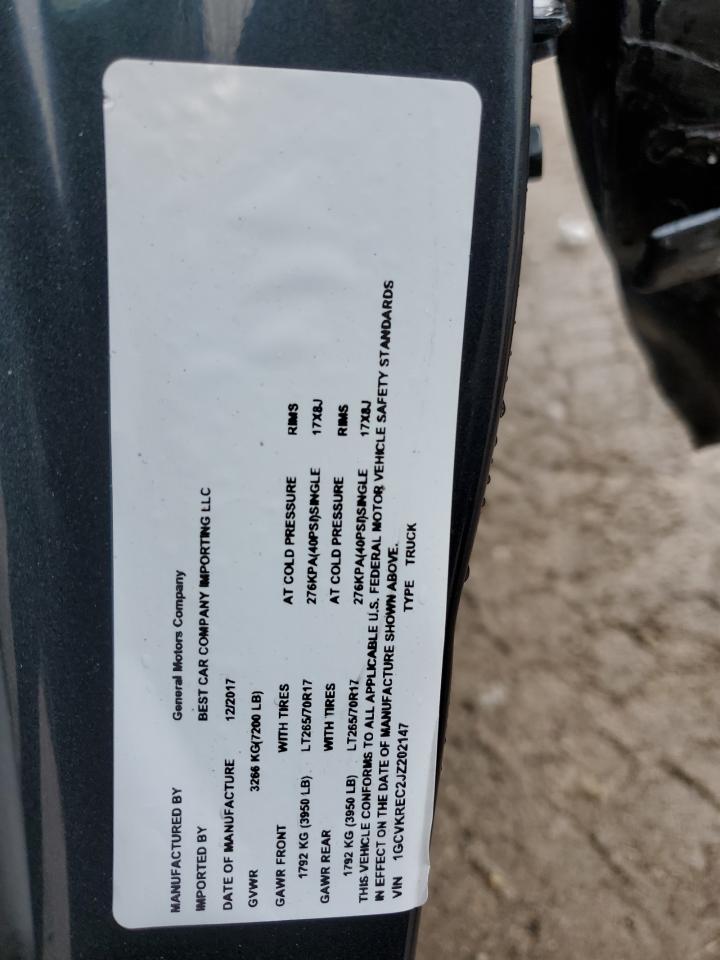 MANUFACTURED BY General Motors Company
IMPORTED BY BEST CAR COMPANY IMPORTING LLC
DATE OF MANUFACTURE 12/2017
GVWR 3266 KG(7200 LB)
GAWR FRONT WITH TIRES AT COLD PRESSURE RIMS
1792 KG (3950 LB) LT265/70R17 276KPA(40PSI)SINGLE 17X8J
GAWR REAR WITH TIRES AT COLD PRESSURE RIMS
1792 KG (3950 LB) LT265/70R17 276KPA(40PSI)SINGLE 17X8J
THIS VEHICLE CONFORMS TO ALL APPLICABLE U.S. FEDERAL MOTOR VEHICLE SAFETY STANDARDS
IN EFFECT ON THE DATE OF MANUFACTURE SHOWN ABOVE.
VIN 1GCVKREC2JZ202147 TYPE TRUCK